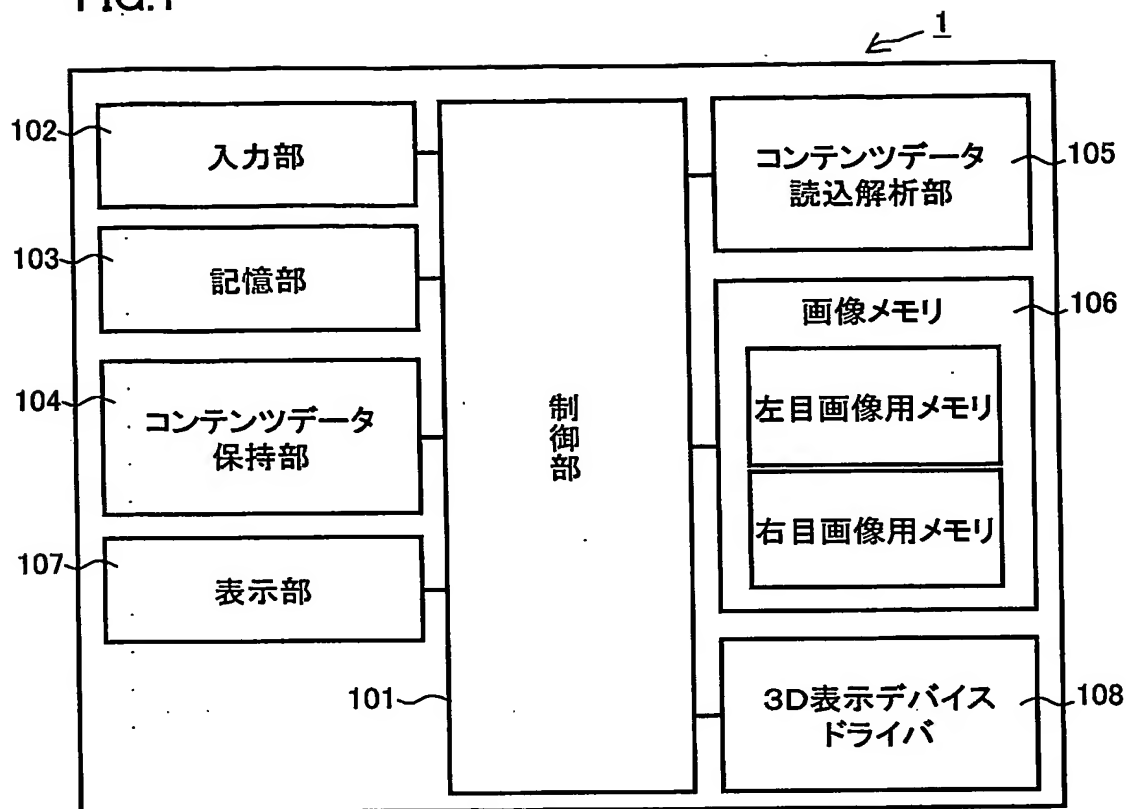 FIG.1
1
102
入力部
103
記憶部
104
コンテンツデータ
保持部
107
表示部
101
制御部
コンテンツデータ
読込解析部
105
画像メモリ
106
左目画像用メモリ
右目画像用メモリ
3D表示デバイス
ドライバ
108